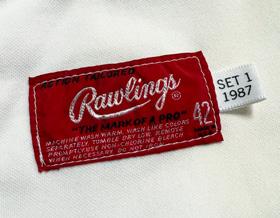 ACTION TAILORED
Rawlings
"THE MARK OF A PRO"
MACHINE WASH WARM, WASH LIKE COLORS
SEPARATELY, TUMBLE DRY LOW, REMOVE
PROMPTLY, USE NON-CHLORINE BLEACH
WHEN NECESSARY DO NOT
42
SET 1
1987